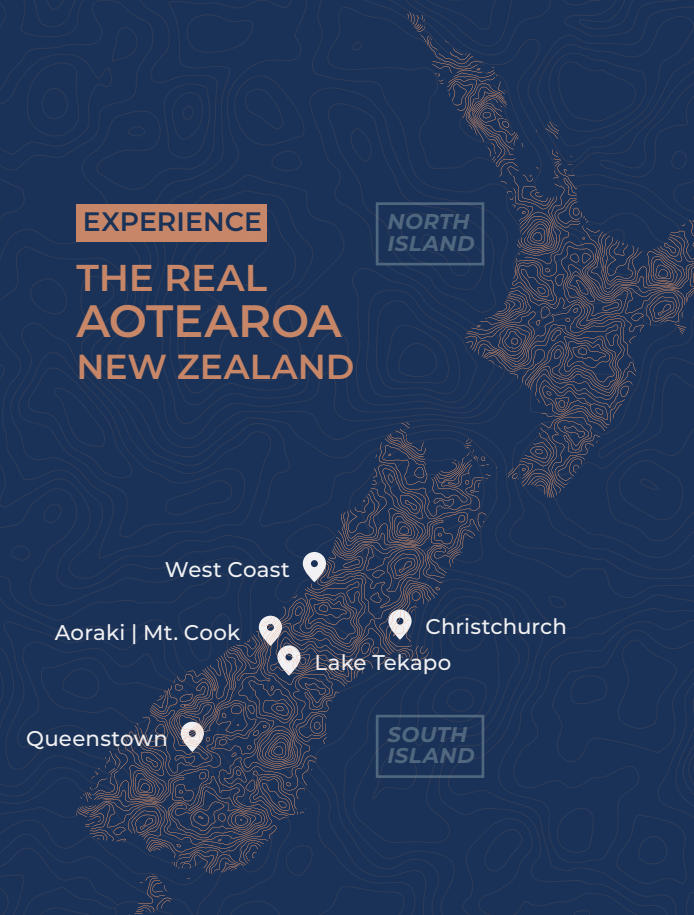 EXPERIENCE
THE REAL
AOTEAROA
NEW ZEALAND
NORTH
ISLAND
West Coast
Aoraki | Mt. Cook
Christchurch
Lake Tekapo
Queenstown
SOUTH
ISLAND